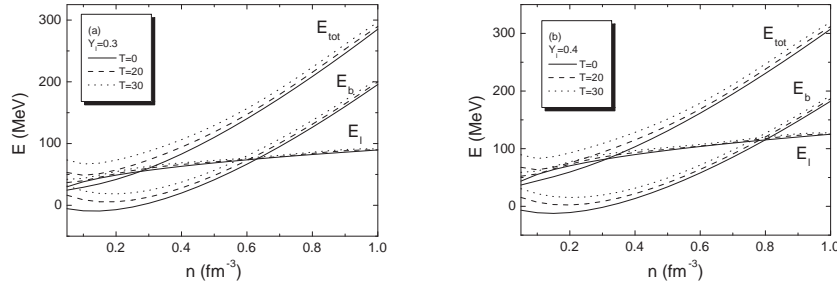 300
200
100
0
E (MeV)
(a)
Y_l=0.3
T=0
T=20
T=30
E_tot
E_b
E_l
0.2 0.4 0.6 0.8 1.0
n (fm^-3)
300
200
100
0
E (MeV)
(b)
Y_l=0.4
T=0
T=20
T=30
E_tot
E_b
E_l
0.2 0.4 0.6 0.8 1.0
n (fm^-3)